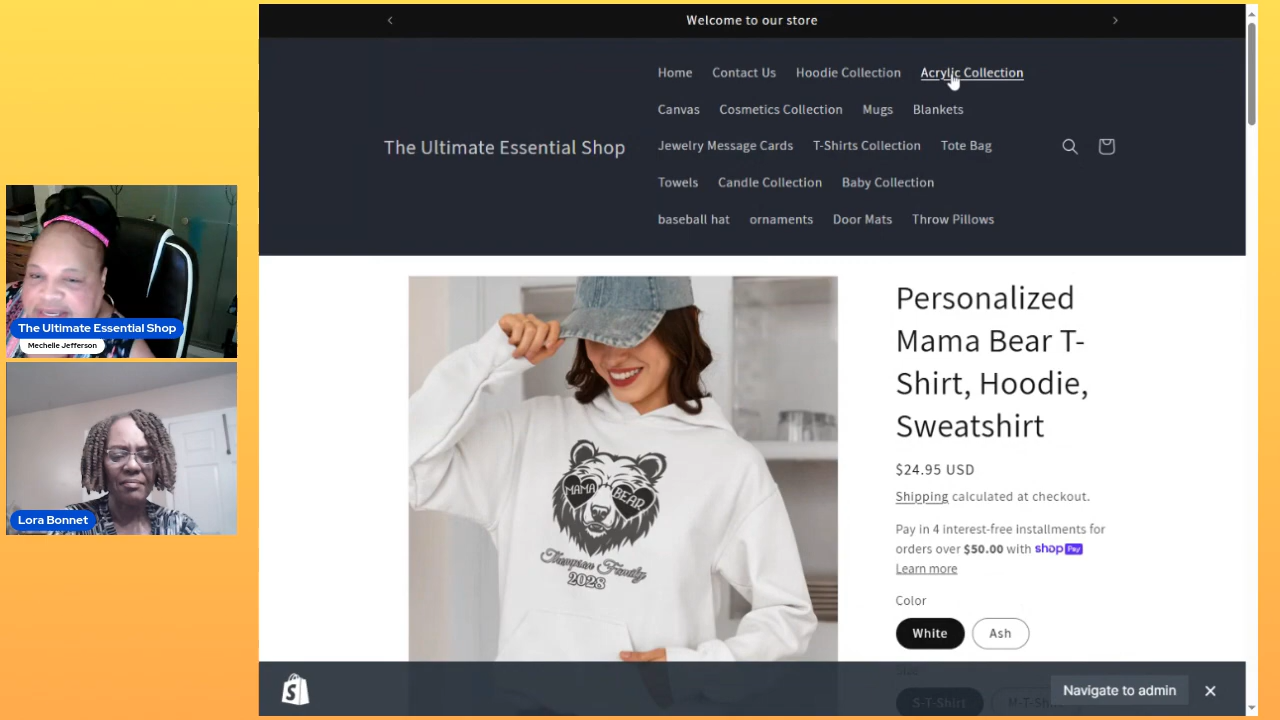 Welcome to our store
Home Contact Us Hoodie Collection Acrylic Collection
Canvas Cosmetics Collection Mugs Blankets
The Ultimate Essential Shop
Jewelry Message Cards T-Shirts Collection Tote Bag
Towels Candle Collection Baby Collection
baseball hat ornaments Door Mats Throw Pillows
The Ultimate Essential Shop
Mechelle Jefferson
Lora Bonnet
MAMA BEAR
Thompson Family
2028
Personalized
Mama Bear T-
Shirt, Hoodie,
Sweatshirt
$24.95 USD
Shipping calculated at checkout.
Pay in 4 interest-free installments for
orders over $50.00 with shop Pay
Learn more
Color
White Ash
S-T-Shirt
Navigate to admin